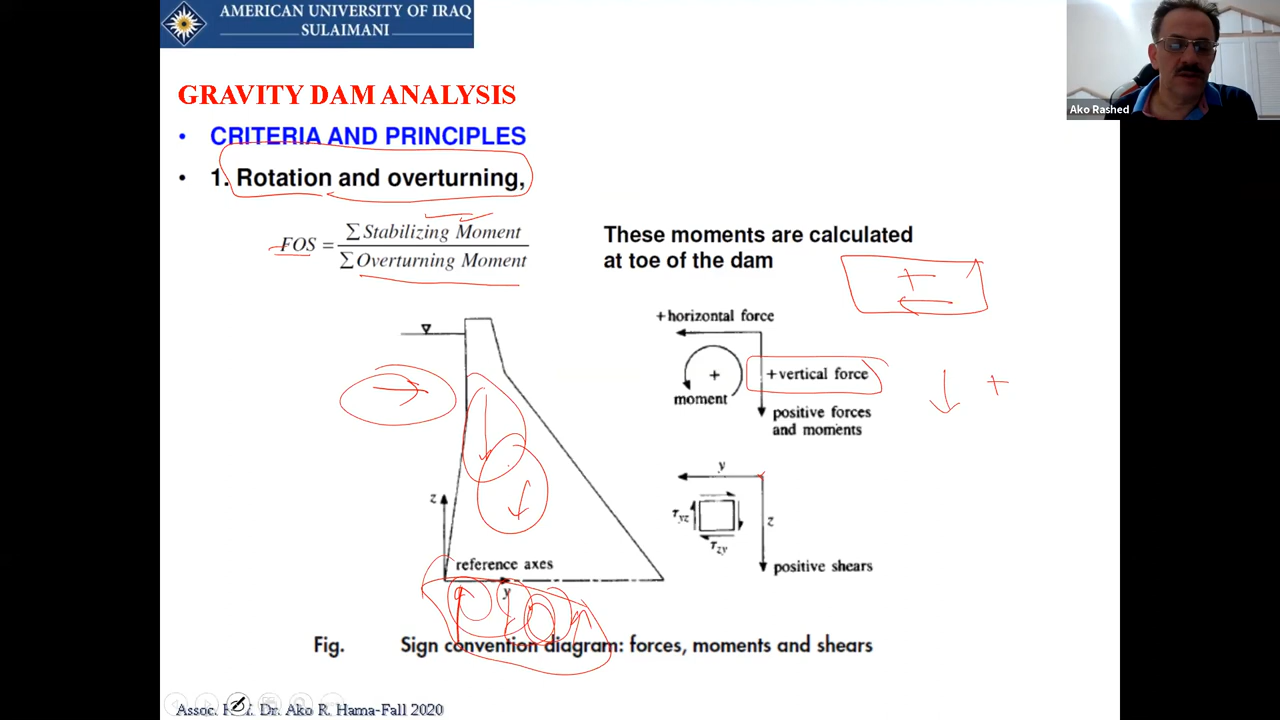 AMERICAN UNIVERSITY OF IRAQ
SULAIMANI
Ako Rashed
GRAVITY DAM ANALYSIS
• CRITERIA AND PRINCIPLES
• 1. Rotation and overturning,
FOS = ∑ Stabilizing Moment / ∑ Overturning Moment
These moments are calculated
at toe of the dam
+
+ horizontal force
+
moment
+ vertical force
positive forces
and moments
+
z
reference axes
y
y
τyz
z
τzy
positive shears
Fig. Sign convention diagram: forces, moments and shears
Assoc. Dr. Ako R. Hama-Fall 2020